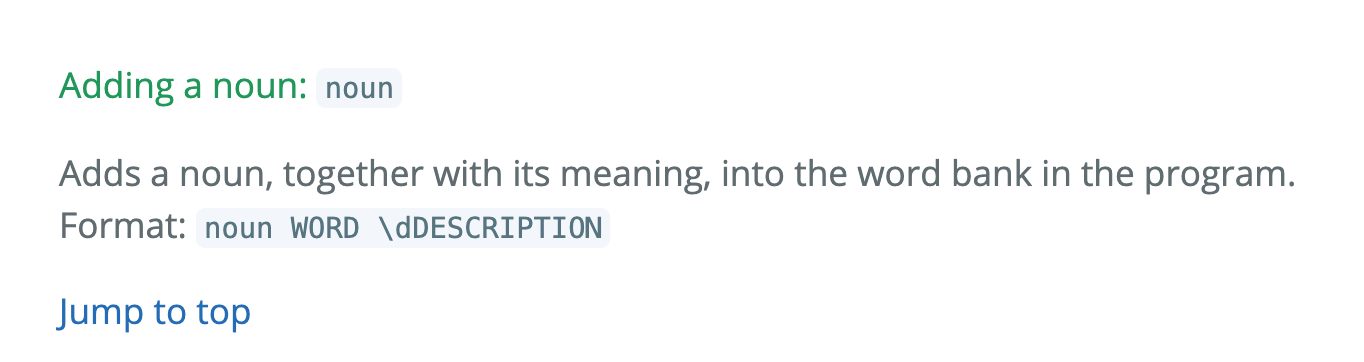 Adding a noun: noun
Adds a noun, together with its meaning, into the word bank in the program.
Format: noun WORD \dDESCRIPTION
Jump to top